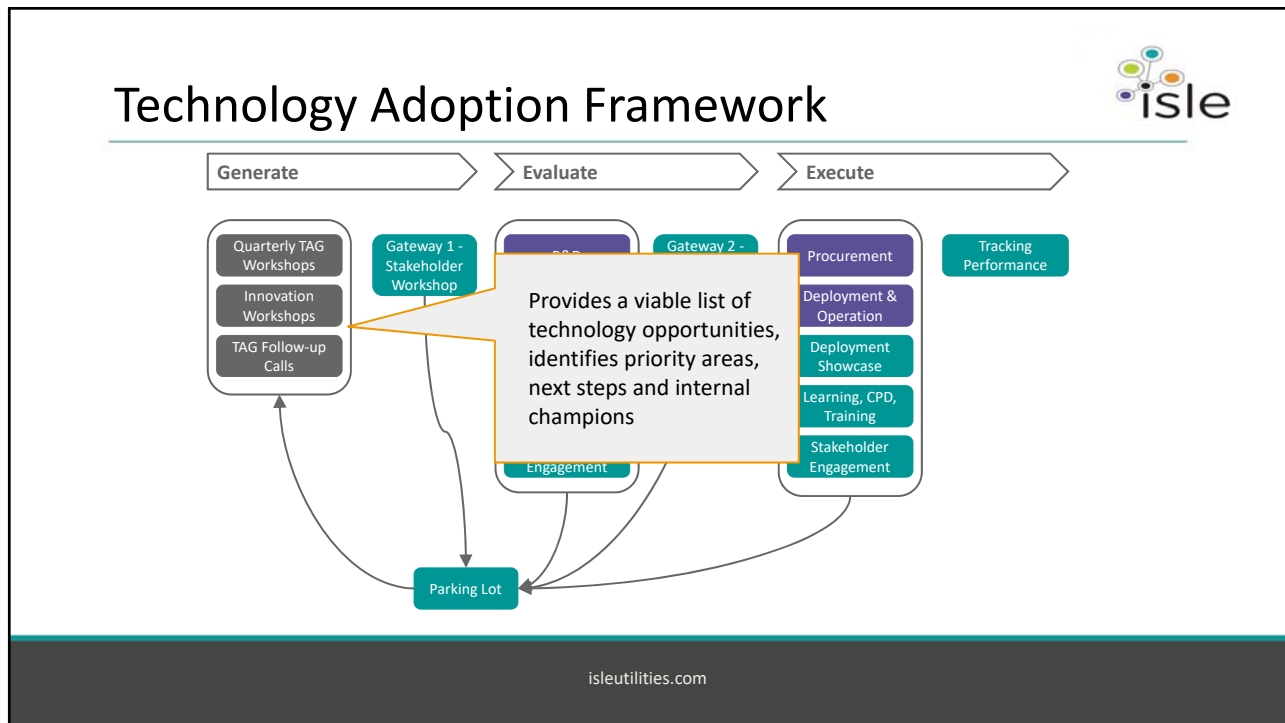 Technology Adoption Framework
isle
Generate
Evaluate
Execute
Quarterly TAG
Workshops
Innovation
Workshops
TAG Follow-up
Calls
Gateway 1 -
Stakeholder
Workshop
Gateway 2 -
Provides a viable list of
technology opportunities,
identifies priority areas,
next steps and internal
champions
Engagement
Procurement
Deployment &
Operation
Deployment
Showcase
Learning, CPD,
Training
Stakeholder
Engagement
Tracking
Performance
Parking Lot
isleutilities.com